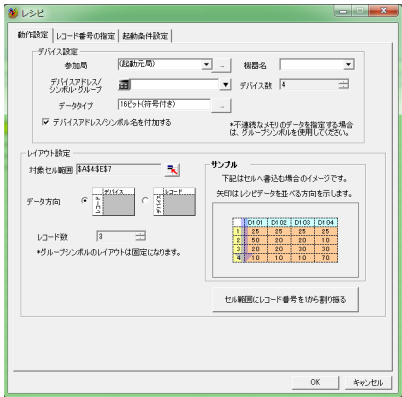 レシピ
動作設定 レコード番号の指定 起動条件設定
デバイス設定
参加局 (起動元局) ... 機器名
デバイスアドレス/
シンボル・グループ
デバイス数 4
データタイプ 16ビット(符号付き) ...
デバイスアドレス/シンボル名を付加する
*不連続なメモリのデータを指定する場合
は、グループシンボルを使用してください。
レイアウト設定
対象セル範囲 $A$4:$E$7
データ方向 デバイス レコード
レコード数 3
*グループシンボルのレイアウトは固定になります。
サンプル
下記はセルへ書込む場合のイメージです。
矢印はレシピデータを並べる方向を示します。
D101 D102 D103 D104
1 25 25 25 25
2 50 20 20 10
3 20 20 30 30
4 10 10 10 70
セル範囲にレコード番号を1から割り振る
OK キャンセル